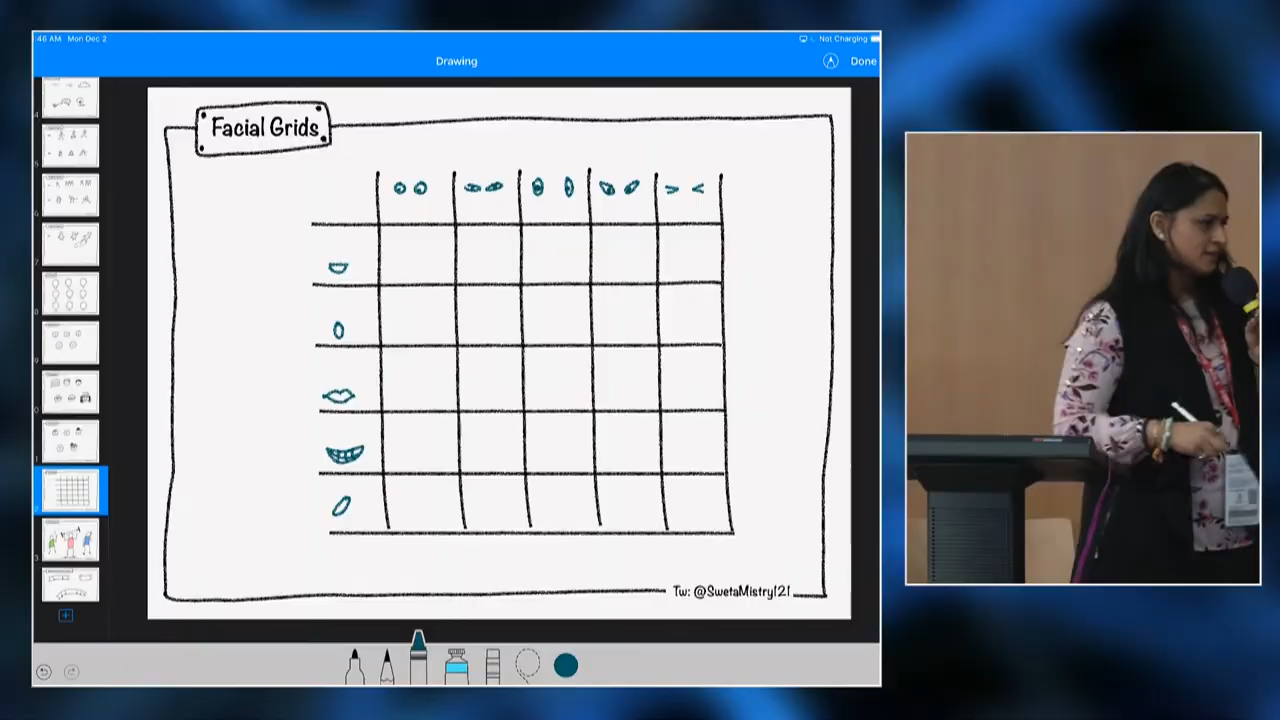 :46 AM Mon Dec 2
Not Charging
Drawing
Done
Facial Grids
Tw: @SwetaMistry121